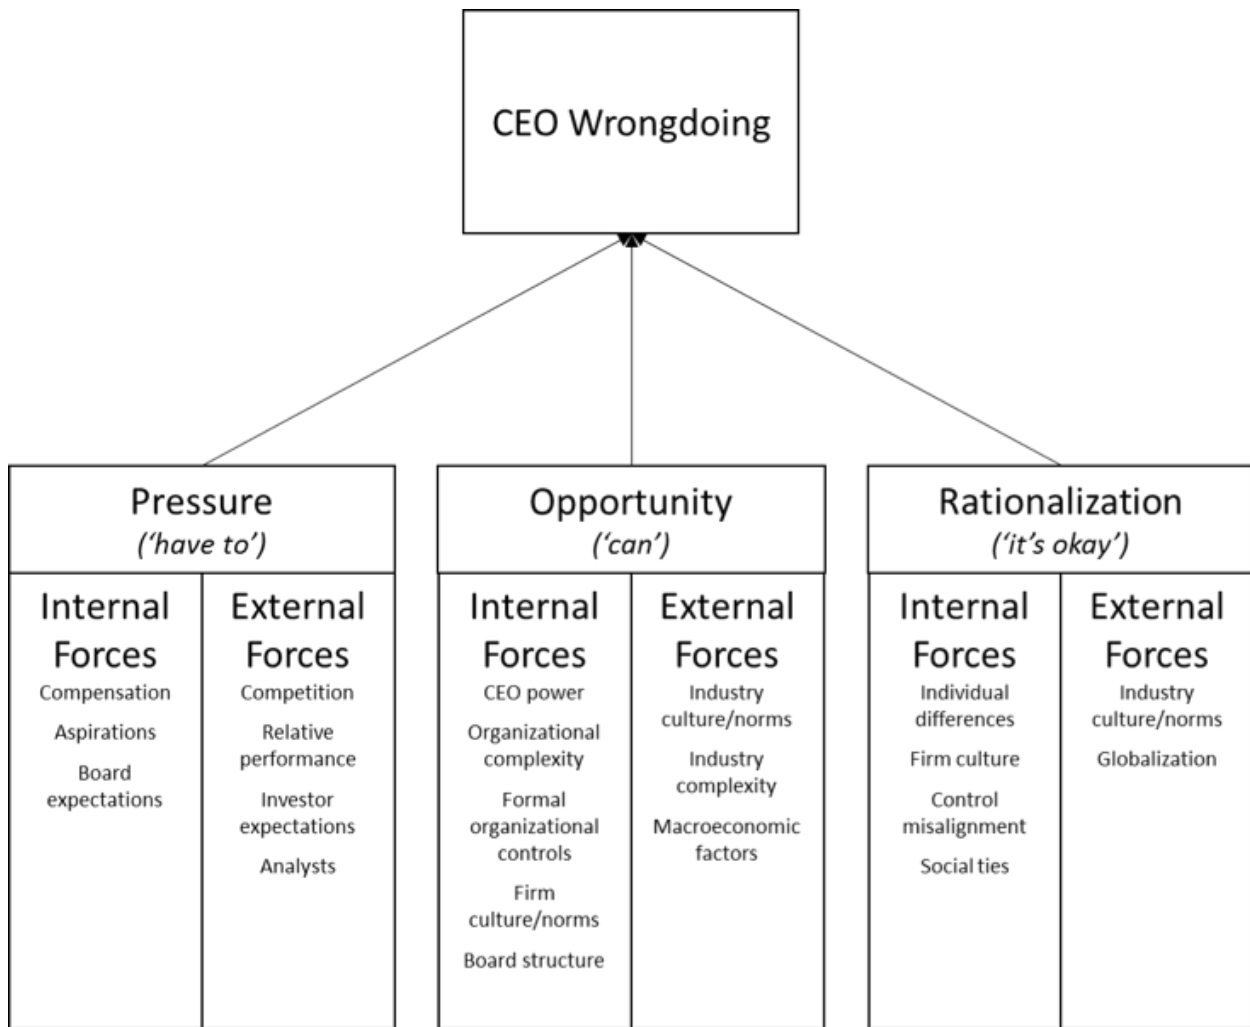 CEO Wrongdoing
Pressure
(‘have to’)
Internal
Forces
Compensation
Aspirations
Board
expectations
External
Forces
Competition
Relative
performance
Investor
expectations
Analysts
Opportunity
(‘can’)
Internal
Forces
CEO power
Organizational
complexity
Formal
organizational
controls
Firm
culture/norms
Board structure
External
Forces
Industry
culture/norms
Industry
complexity
Macroeconomic
factors
Rationalization
(‘it’s okay’)
Internal
Forces
Individual
differences
Firm culture
Control
misalignment
Social ties
External
Forces
Industry
culture/norms
Globalization